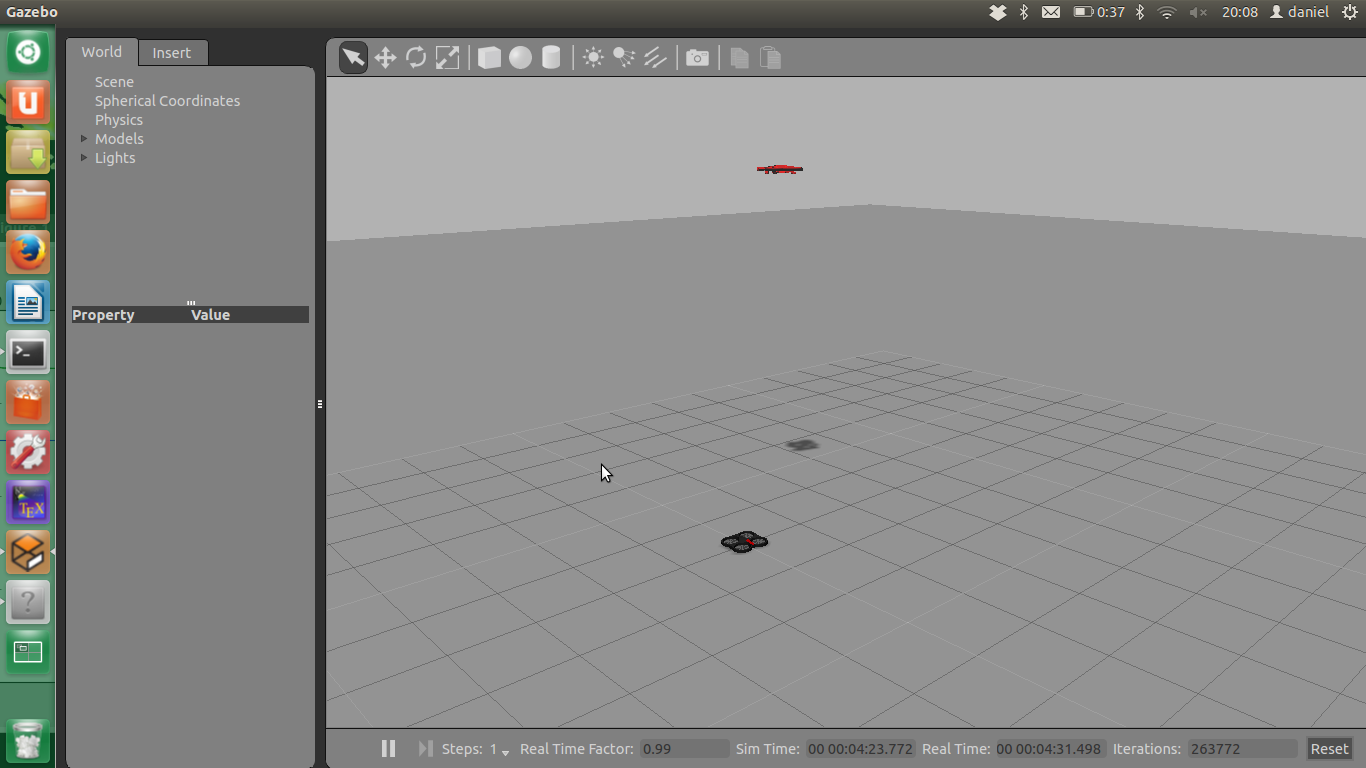 Gazebo
0:37
20:08
daniel
World
Insert
Scene
Spherical Coordinates
Physics
Models
Lights
Property
Value
TEX
Steps: 1
Real Time Factor: 0.99
Sim Time: 00 00:04:23.772
Real Time: 00 00:04:31.498
Iterations: 263772
Reset